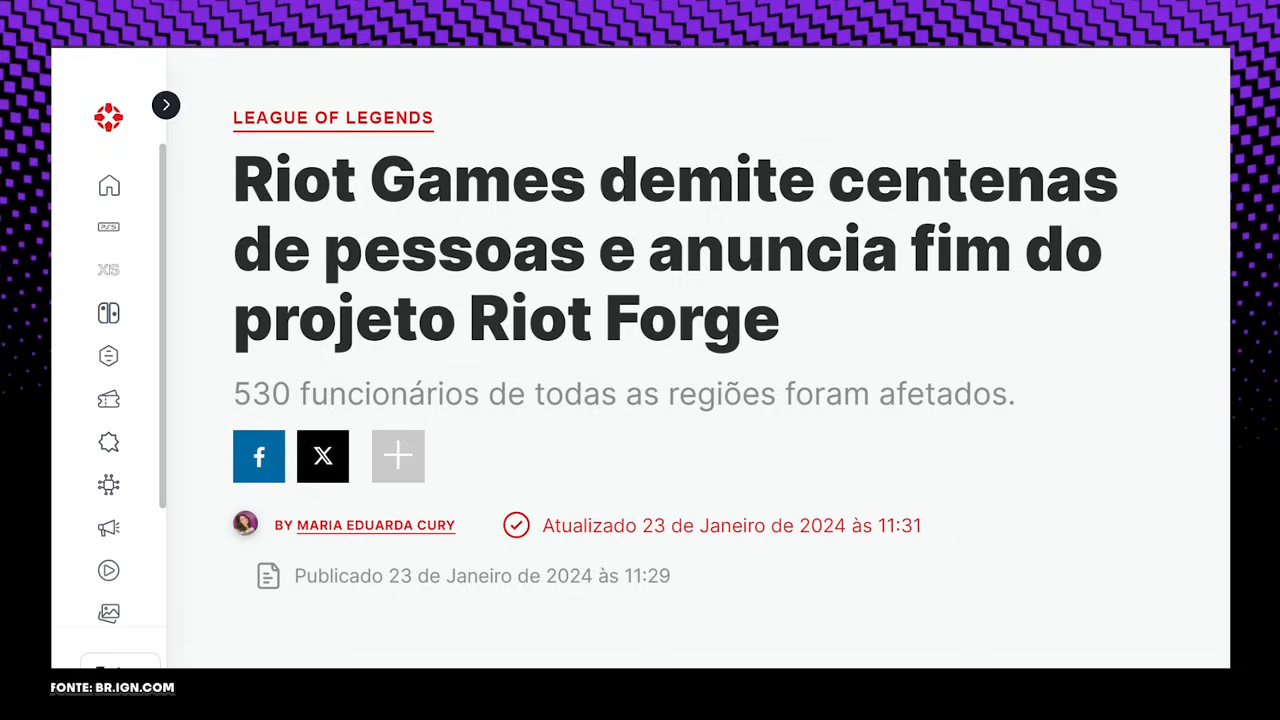 LEAGUE OF LEGENDS
Riot Games demite centenas
de pessoas e anuncia fim do
projeto Riot Forge
530 funcionários de todas as regiões foram afetados.
BY MARIA EDUARDA CURY
Atualizado 23 de Janeiro de 2024 às 11:31
Publicado 23 de Janeiro de 2024 às 11:29
PS5
X|S
FONTE: BR.IGN.COM